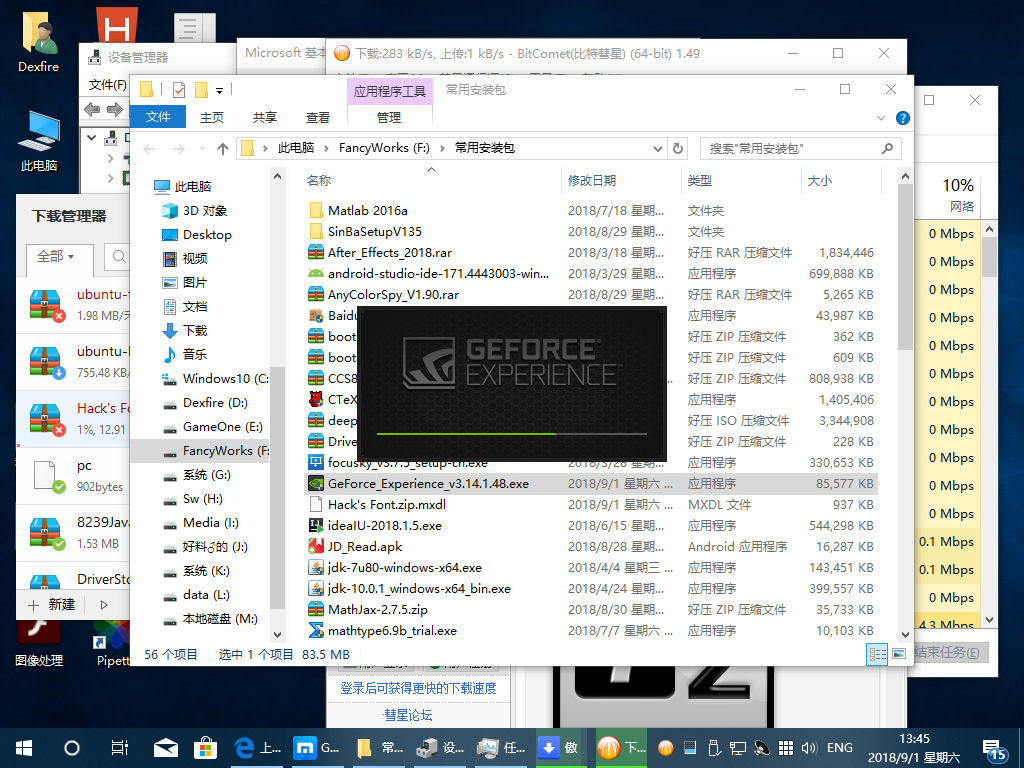 Dexfire
此电脑
图像处理
Pipett
设备管理器
文件(F)
Microsoft 基本
下载:283 kB/s, 上传:1 kB/s - BitComet(比特彗星) (64-bit) 1.49
下载管理器
全部
ubuntu-
1.98 MB/
ubuntu-
755.48 KB/
Hack's Fo
1%, 12.91
pc
902bytes
8239Java
1.53 MB
DriverSto
新建
应用程序工具
常用安装包
文件
主页
共享
查看
管理
此电脑 > FancyWorks (F:) > 常用安装包
搜索"常用安装包"
此电脑
3D 对象
Desktop
视频
图片
文档
下载
音乐
Windows10 (C:
Dexfire (D:)
GameOne (E:)
FancyWorks (F:
系统 (G:)
Sw (H:)
Media (I:)
系统 (K:)
data (L:)
本地磁盘 (M:)
名称 修改日期 类型 大小
Matlab 2016a 2018/7/18 星期... 文件夹
SinBaSetupV135 2018/8/29 星期... 文件夹
After_Effects_2018.rar 2018/3/18 星期... 好压 RAR 压缩文件 1,834,446
android-studio-ide-171.4443003-win... 2018/3/29 星期... 应用程序 699,888 KB
AnyColorSpy_V1.90.rar 2018/8/29 星期... 好压 RAR 压缩文件 5,265 KB
Baidu 应用程序 43,987 KB
boot 好压 ZIP 压缩文件 362 KB
boot 好压 ZIP 压缩文件 609 KB
CCS8 好压 ZIP 压缩文件 808,938 KB
CTeX 应用程序 1,405,406
deep 好压 ISO 压缩文件 3,344,908
Drive 好压 ZIP 压缩文件 228 KB
focusky_v3.7.5_setup-cn.exe 2018/5/28 星期... 应用程序 330,653 KB
GeForce_Experience_v3.14.1.48.exe 2018/9/1 星期六 ... 应用程序 85,577 KB
Hack's Font.zip.mxdl 2018/9/1 星期六 ... MXDL 文件 937 KB
ideaIU-2018.1.5.exe 2018/6/15 星期... 应用程序 544,298 KB
JD_Read.apk 2018/8/28 星期... Android 应用程序 16,287 KB
jdk-7u80-windows-x64.exe 2018/4/4 星期三 ... 应用程序 143,451 KB
jdk-10.0.1_windows-x64_bin.exe 2018/4/24 星期... 应用程序 399,557 KB
MathJax-2.7.5.zip 2018/8/30 星期... 好压 ZIP 压缩文件 35,733 KB
mathtype6.9b_trial.exe 2018/7/7 星期六 ... 应用程序 10,103 KB
GEFORCE
EXPERIENCE
56 个项目 选中 1 个项目 83.5 MB
10%
网络
0 Mbps
0 Mbps
0 Mbps
0 Mbps
0 Mbps
0 Mbps
0 Mbps
0 Mbps
0 Mbps
0 Mbps
0 Mbps
0.1 Mbps
0.1 Mbps
0 Mbps
4.3 Mbps
结束任务(E)
登录后可获得更快的下载速度
彗星论坛
上...
G...
常...
设...
任...
傲
下...
ENG
13:45
2018/9/1 星期六
15